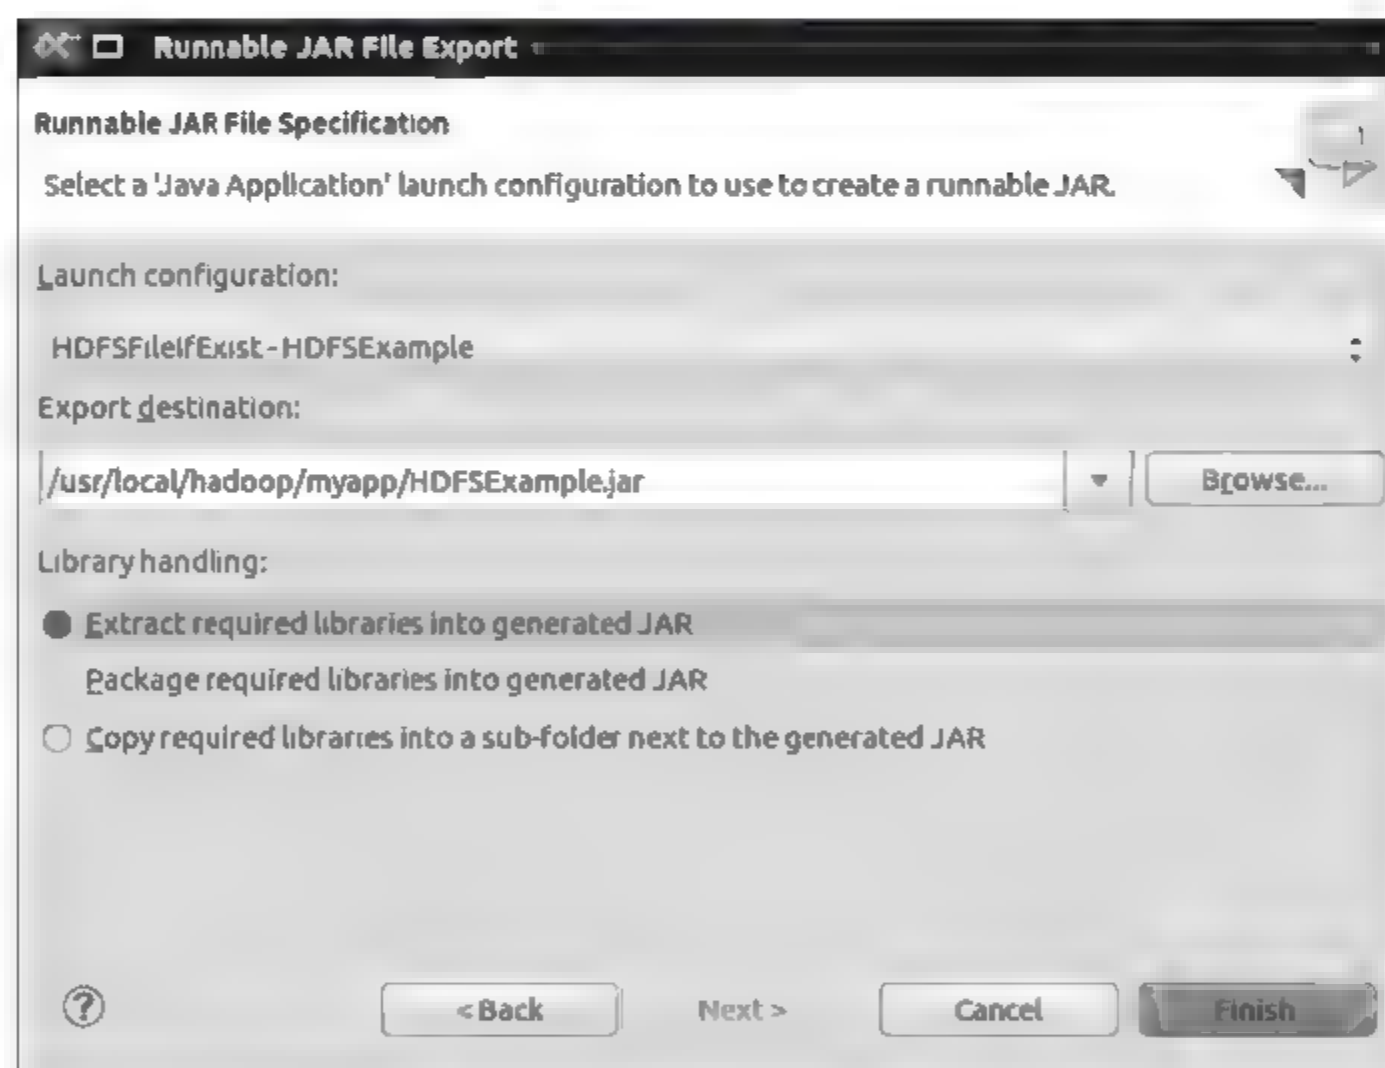 Runnable JAR File Export
Runnable JAR File Specification
Select a 'Java Application' launch configuration to use to create a runnable JAR.
Launch configuration:
HDFSFileIfExist - HDFSExample
Export destination:
/usr/local/hadoop/myapp/HDFSExample.jar
Browse...
Library handling:
Extract required libraries into generated JAR
Package required libraries into generated JAR
Copy required libraries into a sub-folder next to the generated JAR
?
< Back
Next >
Cancel
Finish